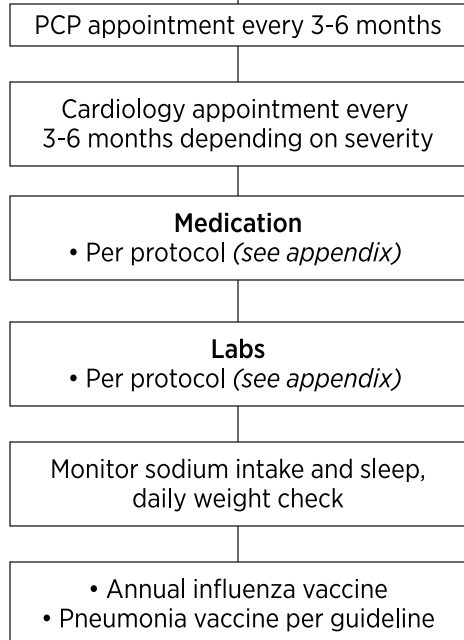 PCP appointment every 3-6 months
Cardiology appointment every
3-6 months depending on severity
Medication
• Per protocol (see appendix)
Labs
• Per protocol (see appendix)
Monitor sodium intake and sleep,
daily weight check
• Annual influenza vaccine
• Pneumonia vaccine per guideline